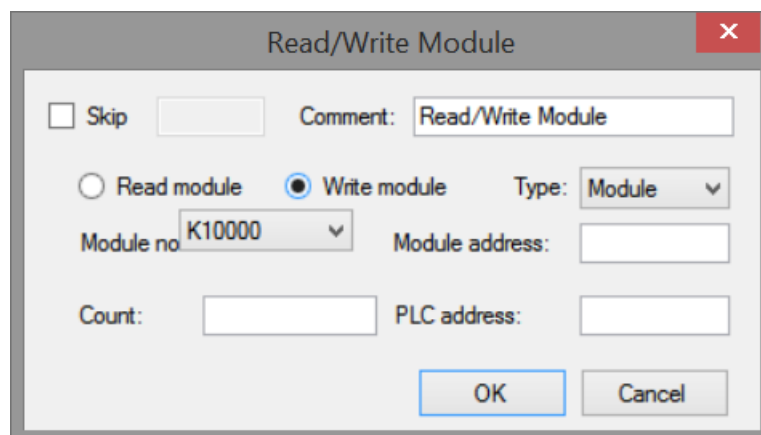 Read/Write Module
Skip Comment: Read/Write Module
Read module Write module Type: Module
Module no K10000 Module address:
Count: PLC address:
OK Cancel